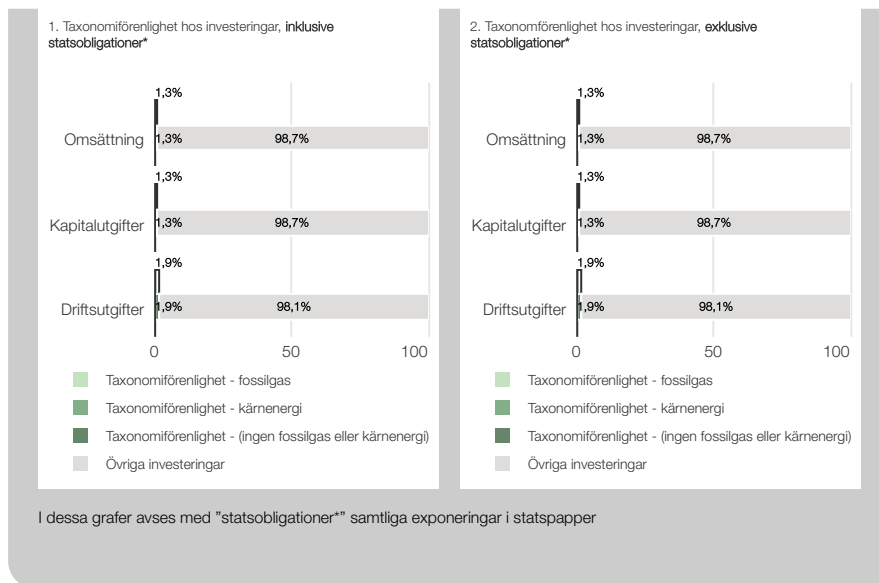 1. Taxonomiförenlighet hos investeringar, inklusive
statsobligationer*
1,3%
Omsättning 1,3% 98,7%
1,3%
Kapitalutgifter 1,3% 98,7%
1,9%
Driftsutgifter 1,9% 98,1%
0 50 100
Taxonomiförenlighet - fossilgas
Taxonomiförenlighet - kärnenergi
Taxonomiförenlighet - (ingen fossilgas eller kärnenergi)
Övriga investeringar
2. Taxonomförenlighet hos investeringar, exklusive
statsobligationer*
1,3%
Omsättning 1,3% 98,7%
1,3%
Kapitalutgifter 1,3% 98,7%
1,9%
Driftsutgifter 1,9% 98,1%
0 50 100
Taxonomiförenlighet - fossilgas
Taxonomiförenlighet - kärnenergi
Taxonomiförenlighet - (ingen fossilgas eller kärnenergi)
Övriga investeringar
I dessa grafer avses med ”statsobligationer*” samtliga exponeringar i statspapper